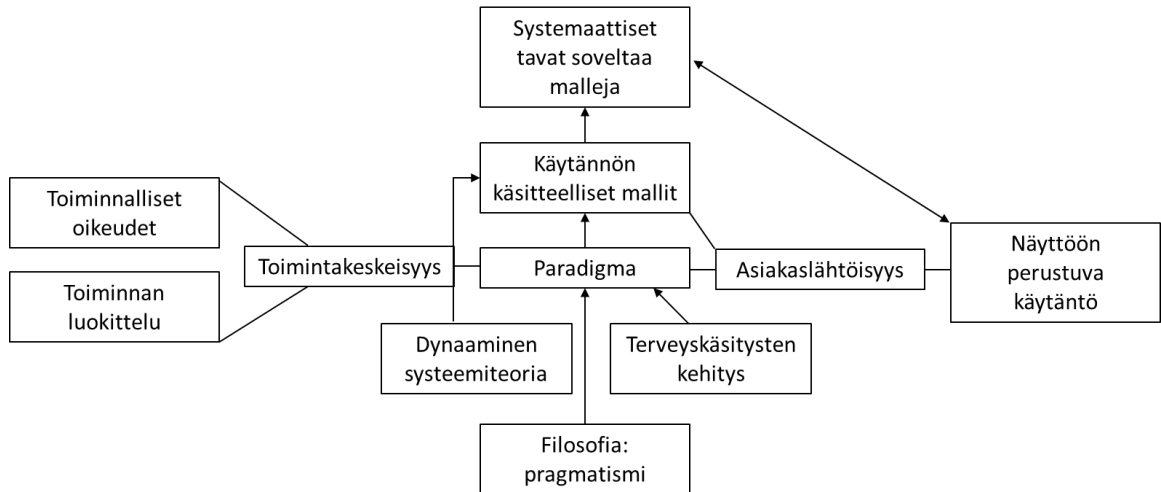 Systemaattiset
tavat soveltaa
malleja
Käytännön
käsitteelliset mallit
Toiminnalliset
oikeudet
Toimintakeskeisyys
Paradigma
Asiakaslähtöisyys
Näyttöön
perustuva
käytäntö
Toiminnan
luokittelu
Dynaaminen
systeemiteoria
Terveyskäsitysten
kehitys
Filosofia:
pragmatismi